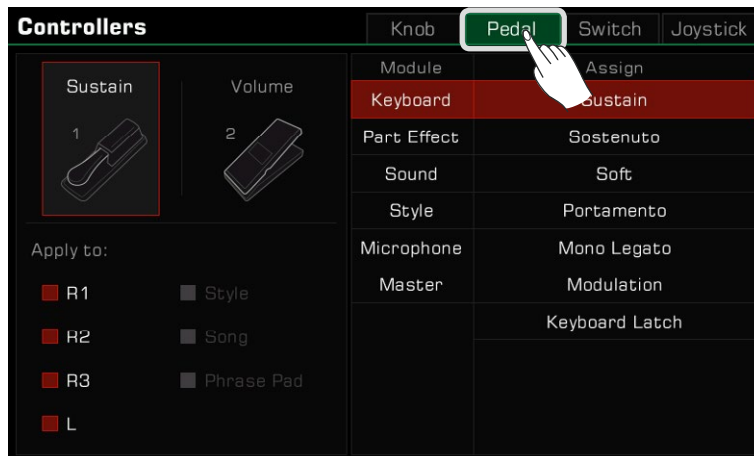 Controllers
Knob
Pedal
Switch
Joystick
Sustain
Volume
1
2
Apply to:
R1
Style
R2
Song
R3
Phrase Pad
L
Module
Assign
Keyboard
Sustain
Part Effect
Sostenuto
Sound
Soft
Style
Portamento
Microphone
Mono Legato
Master
Modulation
Keyboard Latch